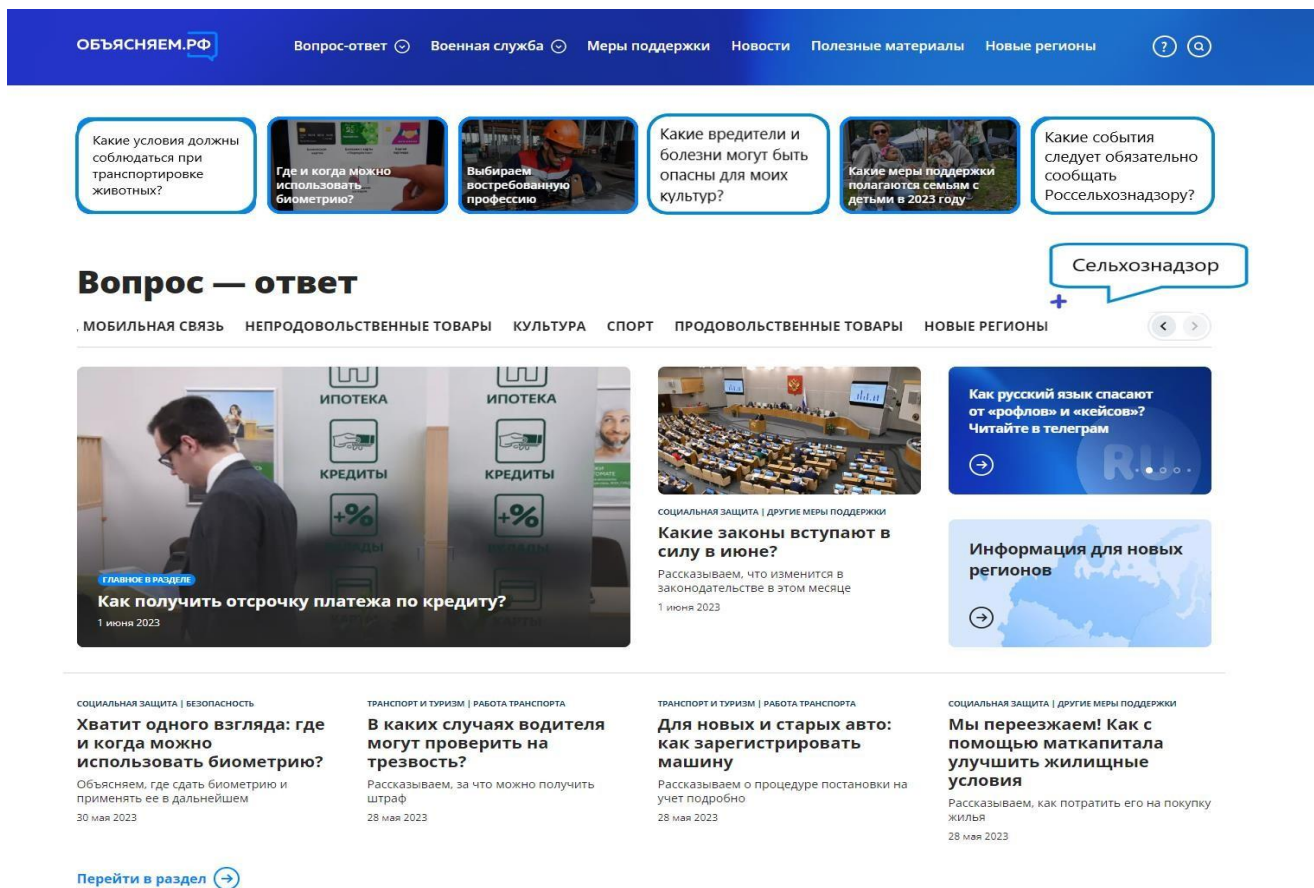 ОБЪЯСНЯЕМ.РФ
Вопрос-ответ
Военная служба
Меры поддержки
Новости
Полезные материалы
Новые регионы
?
Какие условия должны
соблюдаться при
транспортировке
животных?
Где и когда можно
использовать
биометрию?
Выбираем
востребованную
профессию
Какие вредители и
болезни могут быть
опасны для моих
культур?
Какие меры поддержки
полагаются семьям с
детьми в 2023 году
Какие события
следует обязательно
сообщать
Россельхознадзору?
Вопрос — ответ
Сельхознадзор
+
, МОБИЛЬНАЯ СВЯЗЬ
НЕПРОДОВОЛЬСТВЕННЫЕ ТОВАРЫ
КУЛЬТУРА
СПОРТ
ПРОДОВОЛЬСТВЕННЫЕ ТОВАРЫ
НОВЫЕ РЕГИОНЫ
ИПОТЕКА
ИПОТЕКА
КРЕДИТЫ
КРЕДИТЫ
+%
+%
ВКЛАДЫ
ВКЛАДЫ
КАРТЫ
КАРТЫ
ГЛАВНОЕ В РАЗДЕЛЕ
Как получить отсрочку платежа по кредиту?
1 июня 2023
СОЦИАЛЬНАЯ ЗАЩИТА | ДРУГИЕ МЕРЫ ПОДДЕРЖКИ
Какие законы вступают в
силу в июне?
Рассказываем, что изменится в
законодательстве в этом месяце
1 июня 2023
Как русский язык спасают
от «рофлов» и «кейсов»?
Читайте в телеграм
RU
Информация для новых
регионов
СОЦИАЛЬНАЯ ЗАЩИТА | БЕЗОПАСНОСТЬ
Хватит одного взгляда: где
и когда можно
использовать биометрию?
Объясняем, где сдать биометрию и
применять ее в дальнейшем
30 мая 2023
ТРАНСПОРТ И ТУРИЗМ | РАБОТА ТРАНСПОРТА
В каких случаях водителя
могут проверить на
трезвость?
Рассказываем, за что можно получить
штраф
28 мая 2023
ТРАНСПОРТ И ТУРИЗМ | РАБОТА ТРАНСПОРТА
Для новых и старых авто:
как зарегистрировать
машину
Рассказываем о процедуре постановки на
учет подробно
28 мая 2023
СОЦИАЛЬНАЯ ЗАЩИТА | ДРУГИЕ МЕРЫ ПОДДЕРЖКИ
Мы переезжаем! Как с
помощью маткапитала
улучшить жилищные
условия
Рассказываем, как потратить его на покупку
жилья
28 мая 2023
Перейти в раздел